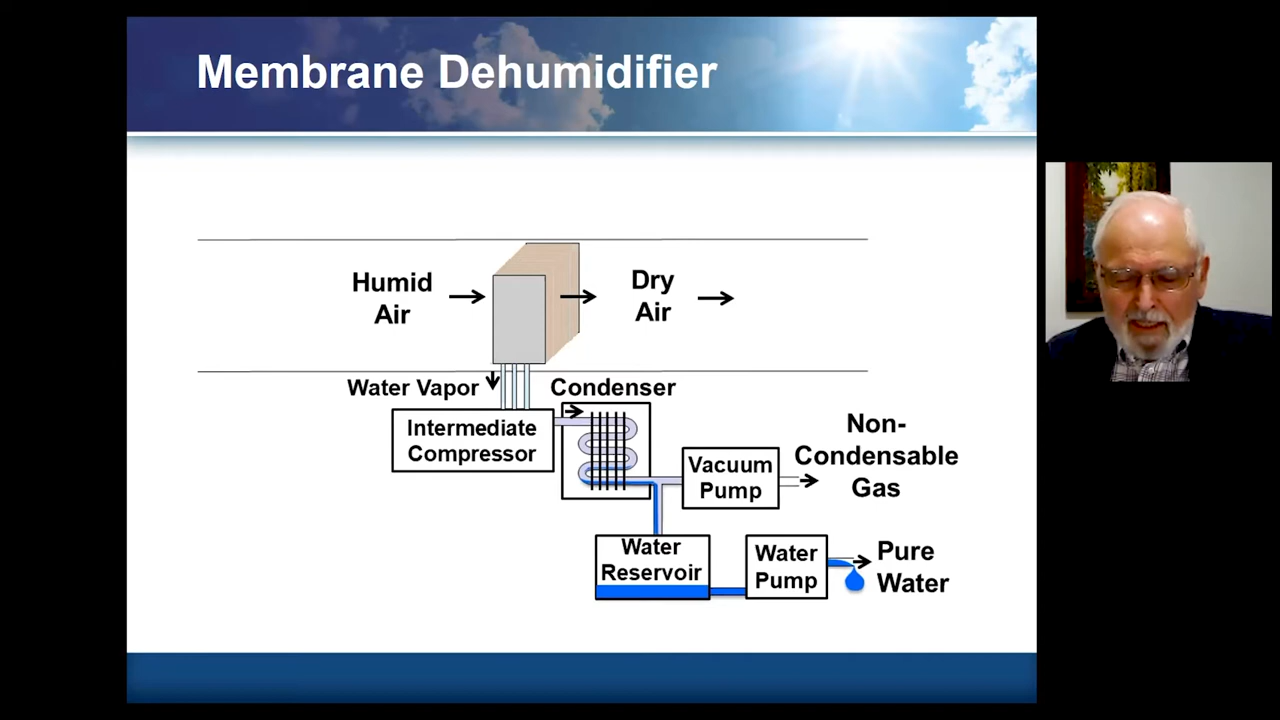 Membrane Dehumidifier
Humid
Air
Dry
Air
Water Vapor
Condenser
Intermediate
Compressor
Vacuum
Pump
Non-
Condensable
Gas
Water
Reservoir
Water
Pump
Pure
Water